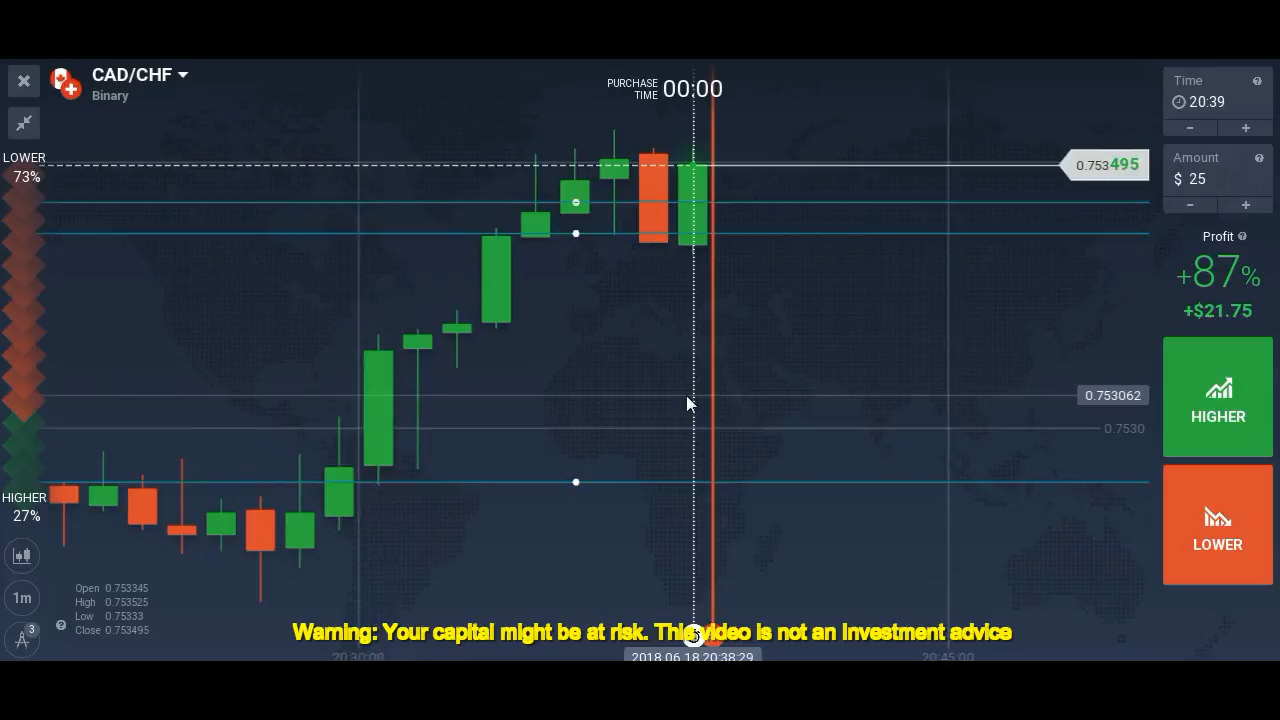 CAD/CHF
Binary
PURCHASE TIME 00:00
Time
20:39
- +
Amount
$ 25
- +
LOWER
73%
0.753495
Profit
+87%
+$21.75
HIGHER
LOWER
0.753062
0.7530
HIGHER
27%
1m
3
Open 0.753345
High 0.753525
Low 0.75333
Close 0.753495
Warning: Your capital might be at risk. This video is not an investment advice
20:30:00
2018.06.18 20:38:29
20:45:00